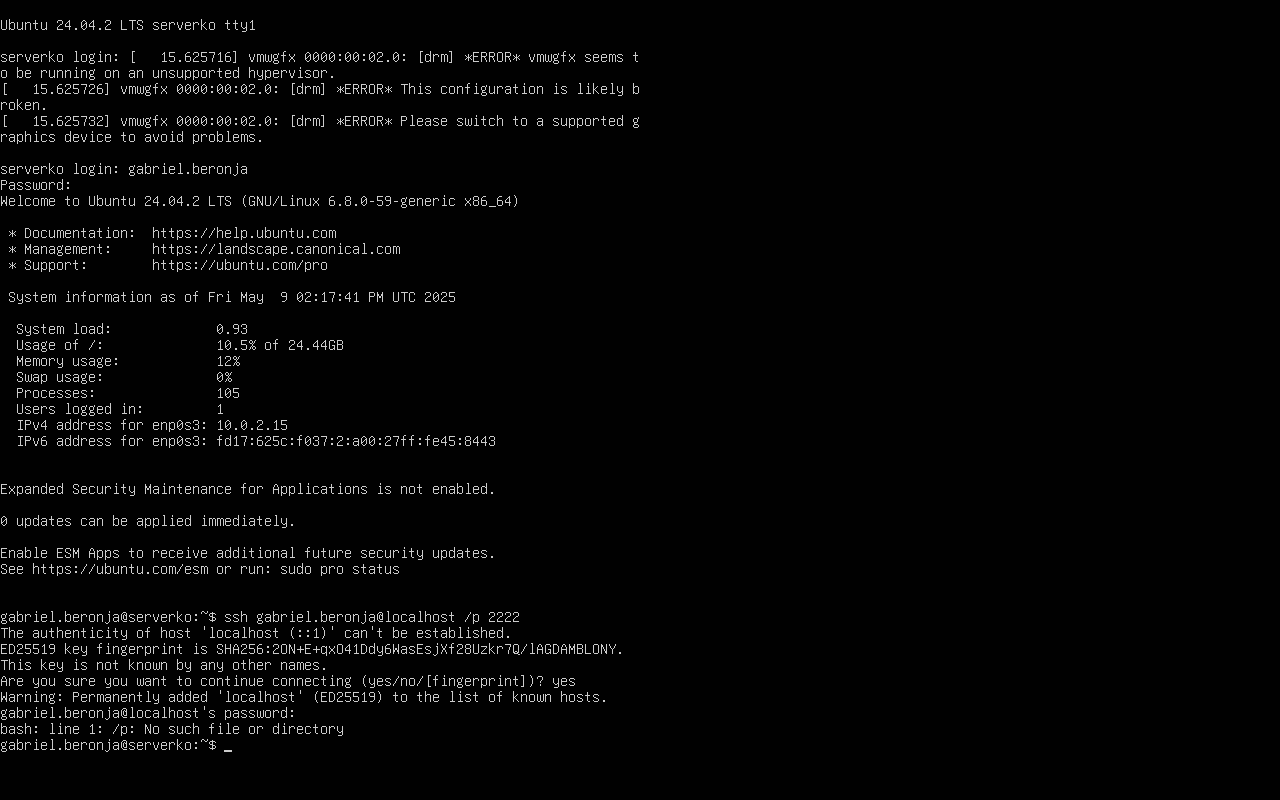 Ubuntu 24.04.2 LTS serverko tty1
serverko login: [   15.625716] vmwgfx 0000:00:02.0: [drm] *ERROR* vmwgfx seems t
o be running on an unsupported hypervisor.
[   15.625726] vmwgfx 0000:00:02.0: [drm] *ERROR* This configuration is likely b
roken.
[   15.625732] vmwgfx 0000:00:02.0: [drm] *ERROR* Please switch to a supported g
raphics device to avoid problems.
serverko login: gabriel.beronja
Password:
Welcome to Ubuntu 24.04.2 LTS (GNU/Linux 6.8.0-59-generic x86_64)
 * Documentation:  https://help.ubuntu.com
 * Management:     https://landscape.canonical.com
 * Support:        https://ubuntu.com/pro
 System information as of Fri May  9 02:17:41 PM UTC 2025
  System load:             0.93
  Usage of /:              10.5% of 24.44GB
  Memory usage:            12%
  Swap usage:              0%
  Processes:               105
  Users logged in:         1
  IPv4 address for enp0s3: 10.0.2.15
  IPv6 address for enp0s3: fd17:625c:f037:2:a00:27ff:fe45:8443
Expanded Security Maintenance for Applications is not enabled.
0 updates can be applied immediately.
Enable ESM Apps to receive additional future security updates.
See https://ubuntu.com/esm or run: sudo pro status
gabriel.beronja@serverko:~$ ssh gabriel.beronja@localhost /p 2222
The authenticity of host 'localhost (::1)' can't be established.
ED25519 key fingerprint is SHA256:2ON+E+qxO41Ddy6WasEsjXf28Uzkr7Q/lAGDAMBLONY.
This key is not known by any other names.
Are you sure you want to continue connecting (yes/no/[fingerprint])? yes
Warning: Permanently added 'localhost' (ED25519) to the list of known hosts.
gabriel.beronja@localhost's password:
bash: line 1: /p: No such file or directory
gabriel.beronja@serverko:~$ _